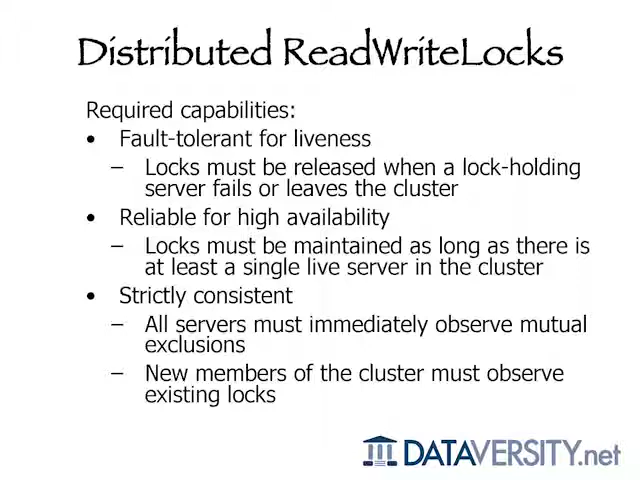 Distributed ReadWriteLocks
Required capabilities:
• Fault-tolerant for liveness
– Locks must be released when a lock-holding
server fails or leaves the cluster
• Reliable for high availability
– Locks must be maintained as long as there is
at least a single live server in the cluster
• Strictly consistent
– All servers must immediately observe mutual
exclusions
– New members of the cluster must observe
existing locks
DATAVERSITY.net